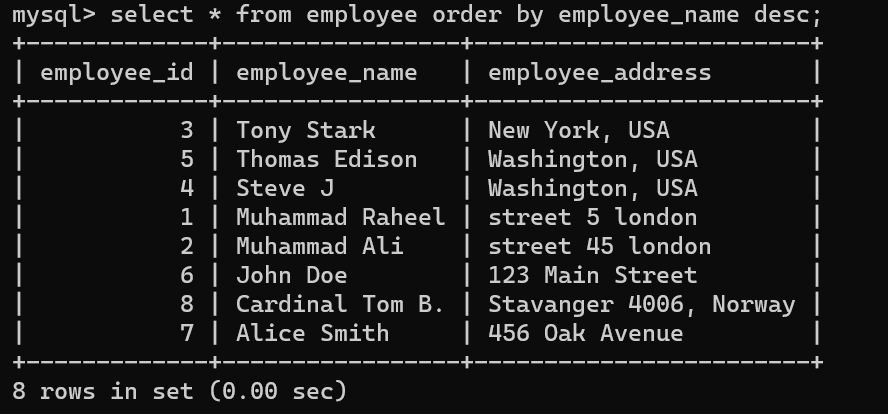 mysql> select * from employee order by employee_name desc;
+-------------+-----------------+------------------------+
| employee_id | employee_name   | employee_address       |
+-------------+-----------------+------------------------+
|           3 | Tony Stark      | New York, USA          |
|           5 | Thomas Edison   | Washington, USA        |
|           4 | Steve J         | Washington, USA        |
|           1 | Muhammad Raheel | street 5 london        |
|           2 | Muhammad Ali    | street 45 london       |
|           6 | John Doe        | 123 Main Street        |
|           8 | Cardinal Tom B. | Stavanger 4006, Norway |
|           7 | Alice Smith     | 456 Oak Avenue         |
+-------------+-----------------+------------------------+
8 rows in set (0.00 sec)